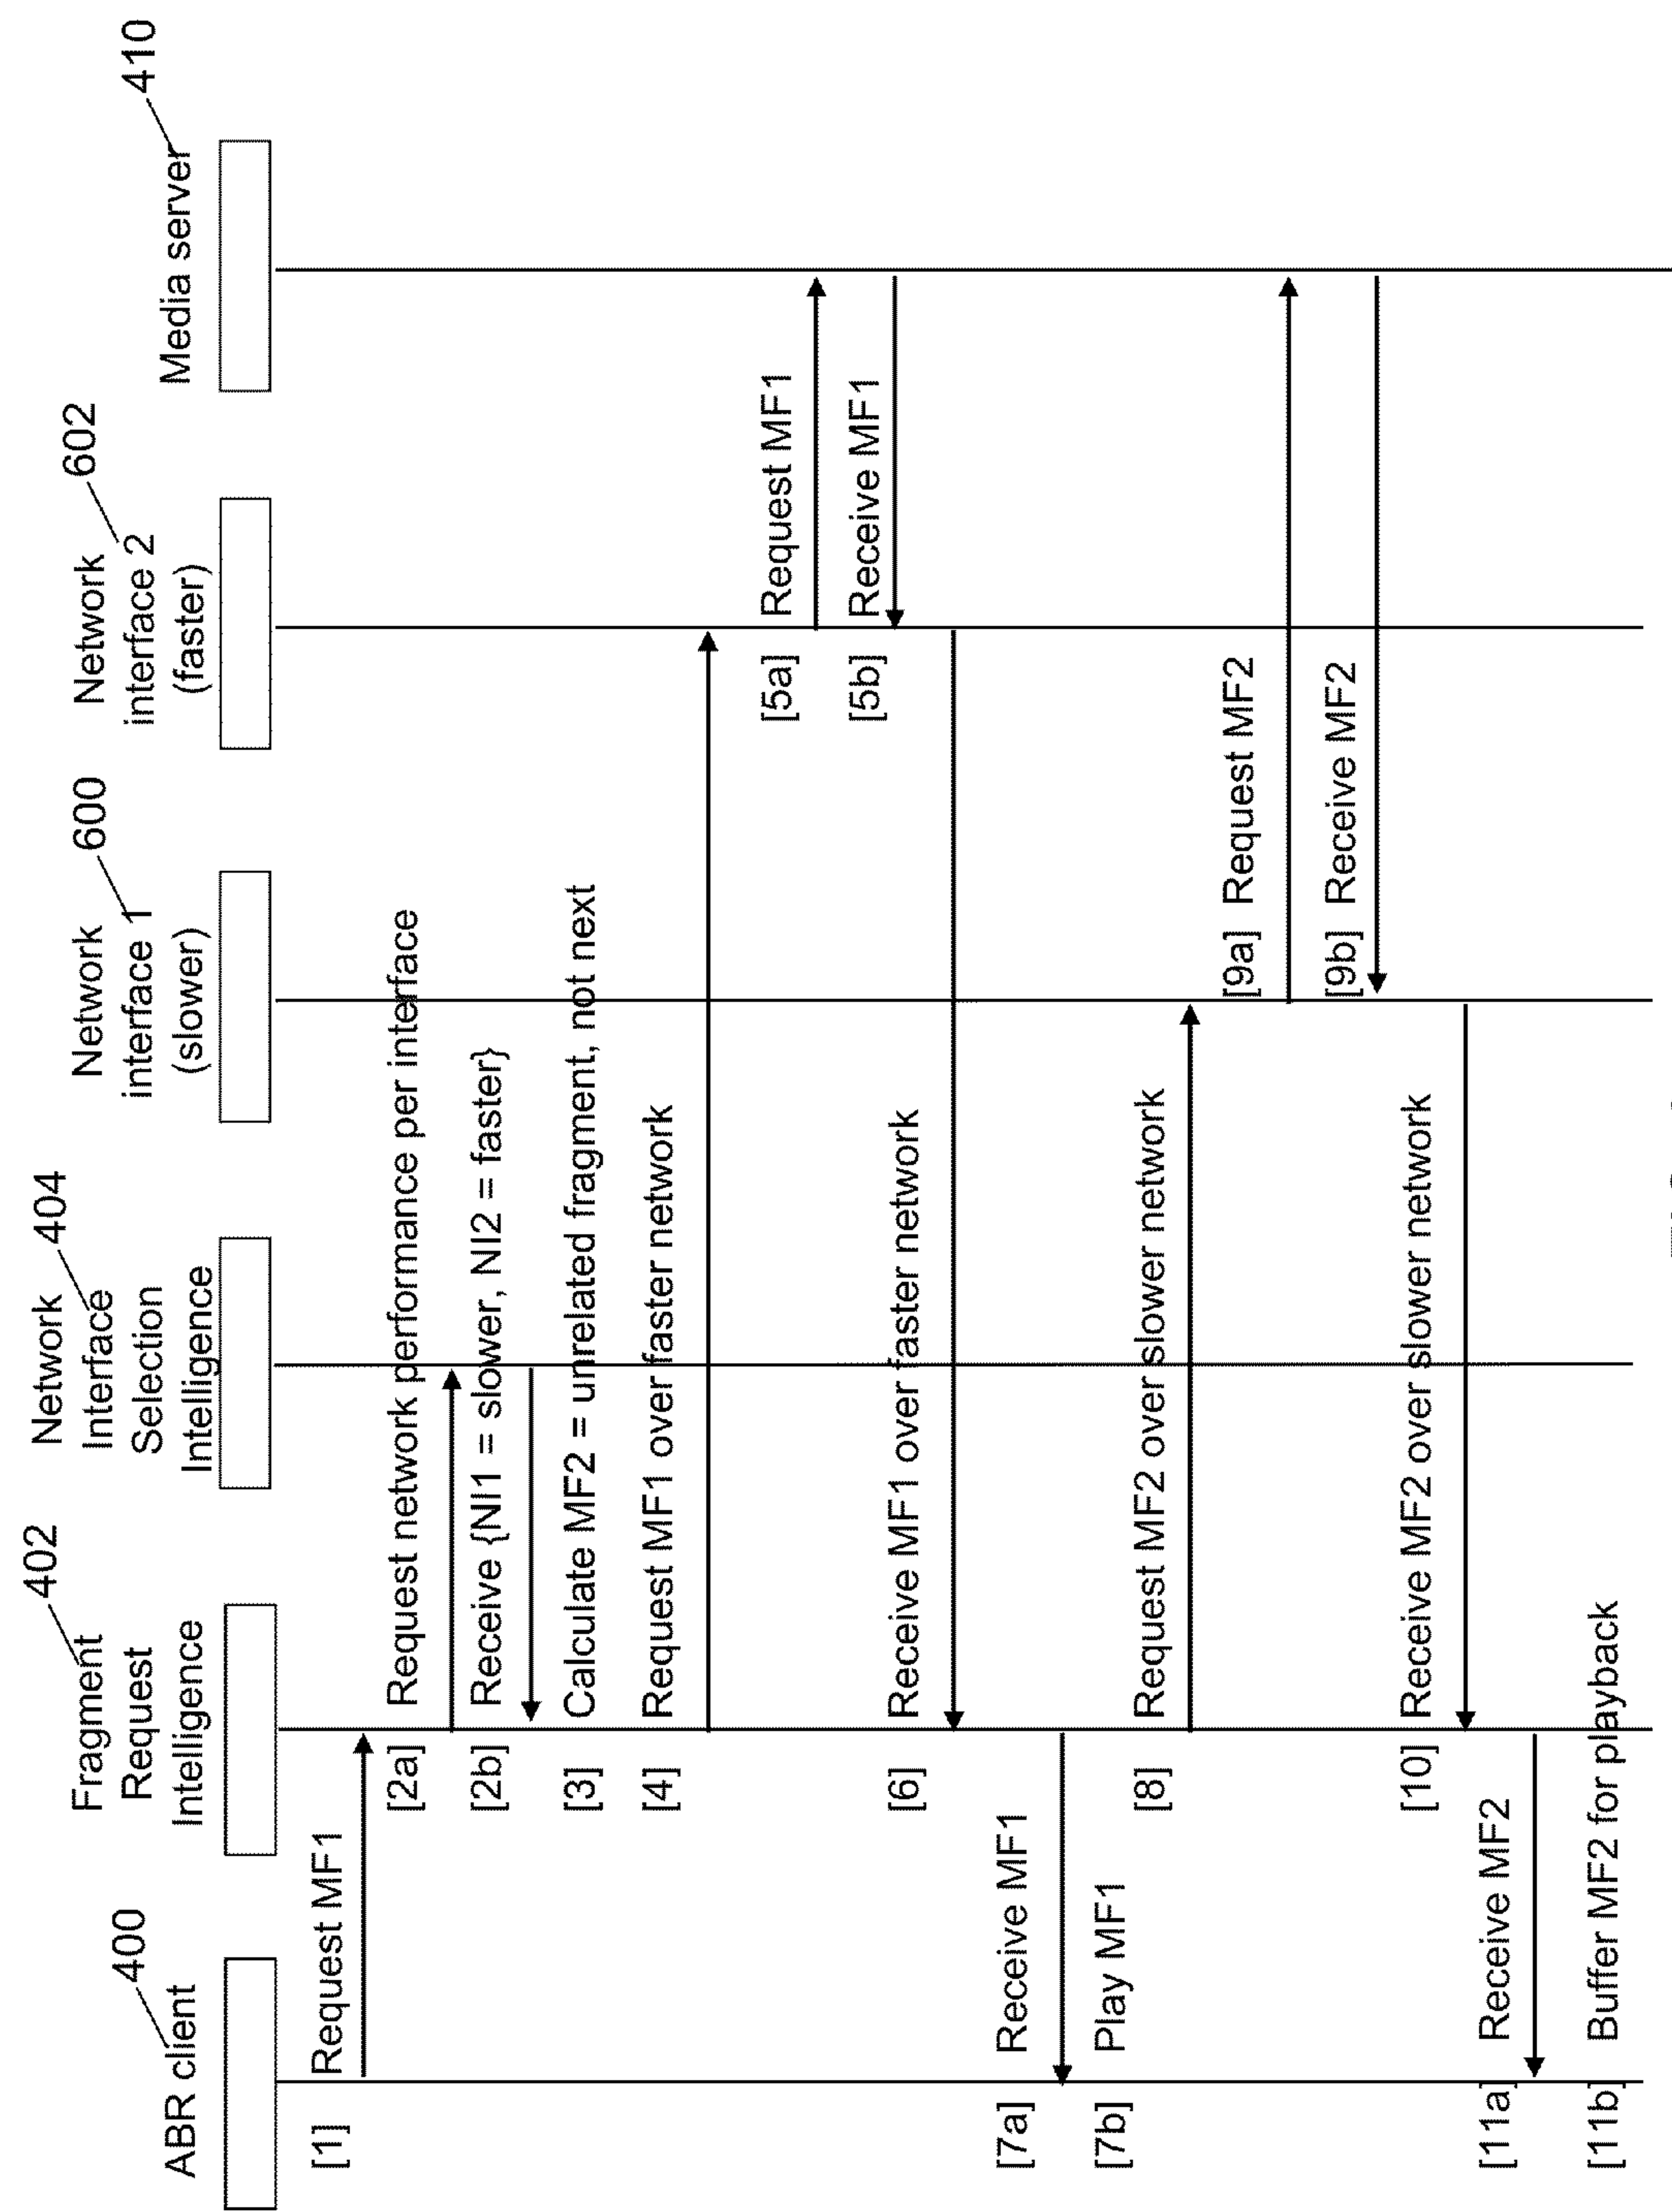 ABR client
400
Fragment
Request
Intelligence
402
Network
Interface
Selection
Intelligence
404
Network
interface 1
(slower)
600
Network
interface 2
(faster)
602
Media server
410
[1] Request MF1
[2a] Request network performance per interface
[2b] Receive {NI1 = slower, NI2 = faster}
[3] Calculate MF2 = unrelated fragment, not next
[4] Request MF1 over faster network
[5a] Request MF1
[5b] Receive MF1
[6] Receive MF1 over faster network
[7a] Receive MF1
[7b] Play MF1
[8] Request MF2 over slower network
[9a] Request MF2
[9b] Receive MF2
[10] Receive MF2 over slower network
[11a] Receive MF2
[11b] Buffer MF2 for playback